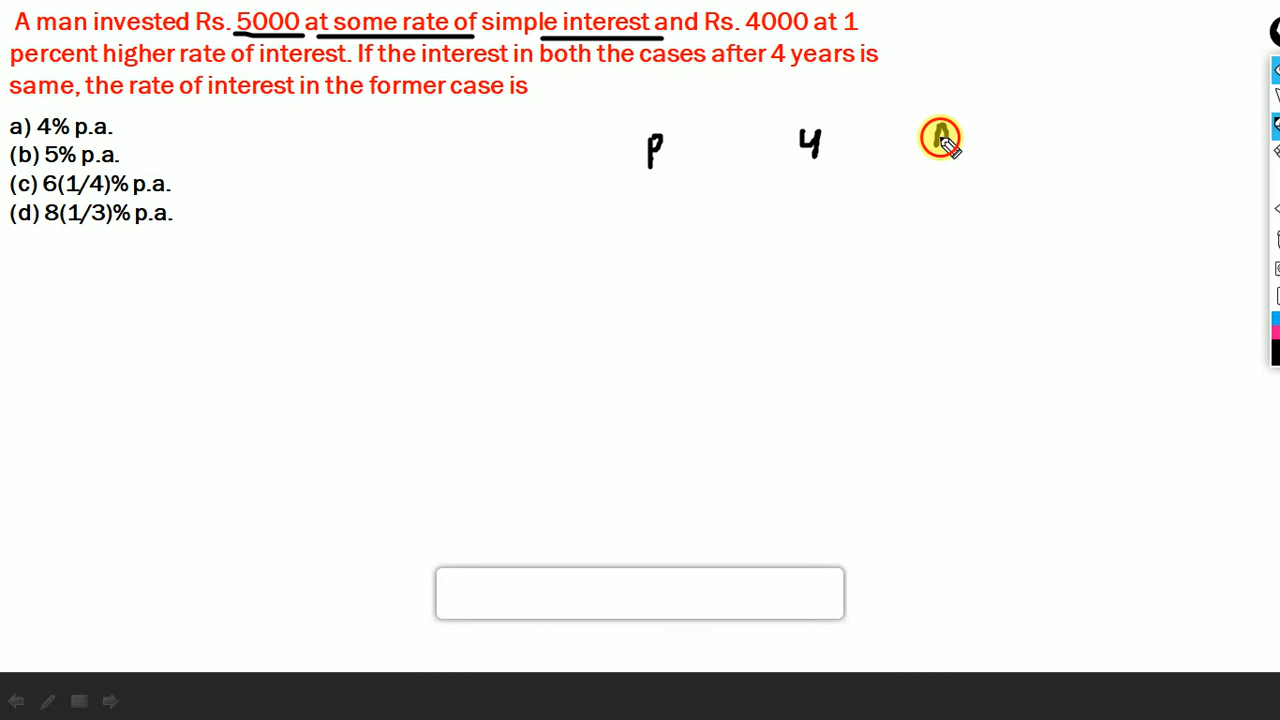 A man invested Rs. 5000 at some rate of simple interest and Rs. 4000 at 1
percent higher rate of interest. If the interest in both the cases after 4 years is
same, the rate of interest in the former case is
a) 4% p.a.
(b) 5% p.a.
(c) 6(1/4)% p.a.
(d) 8(1/3)% p.a.
P 4